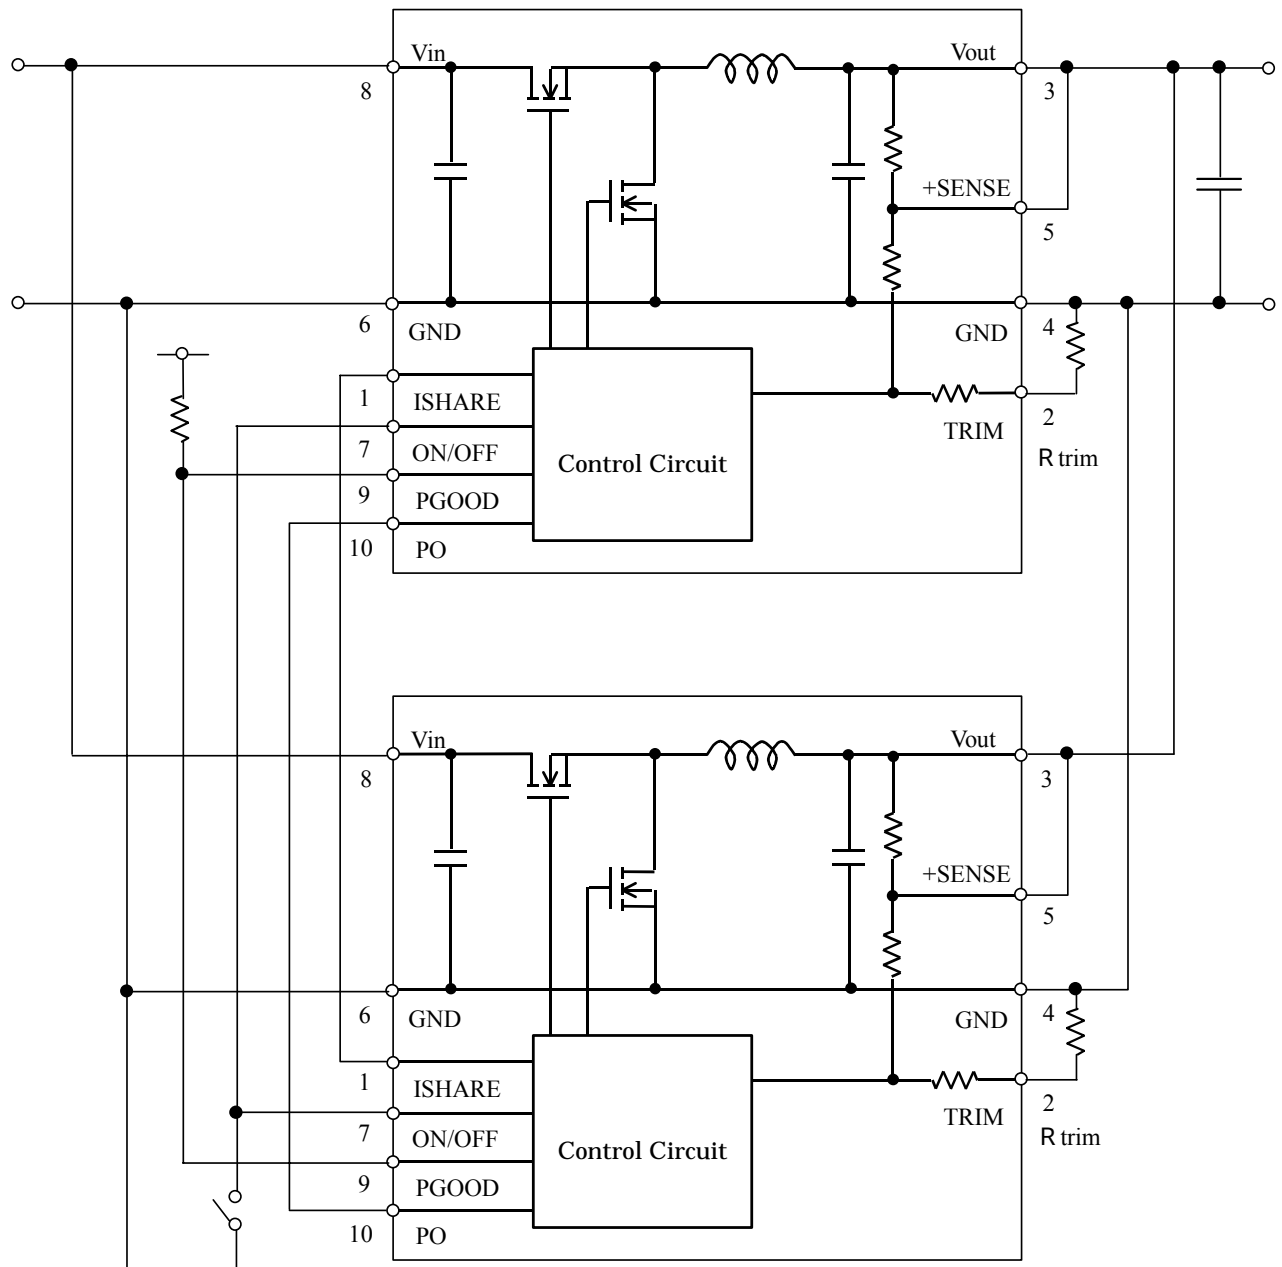 Vin
Vout
8
3
+SENSE
5
6
GND
GND
4
1
ISHARE
2
TRIM
R trim
7
ON/OFF
Control Circuit
9
PGOOD
10
PO
Vin
Vout
8
3
+SENSE
5
6
GND
GND
4
1
ISHARE
2
TRIM
R trim
7
ON/OFF
Control Circuit
9
PGOOD
10
PO